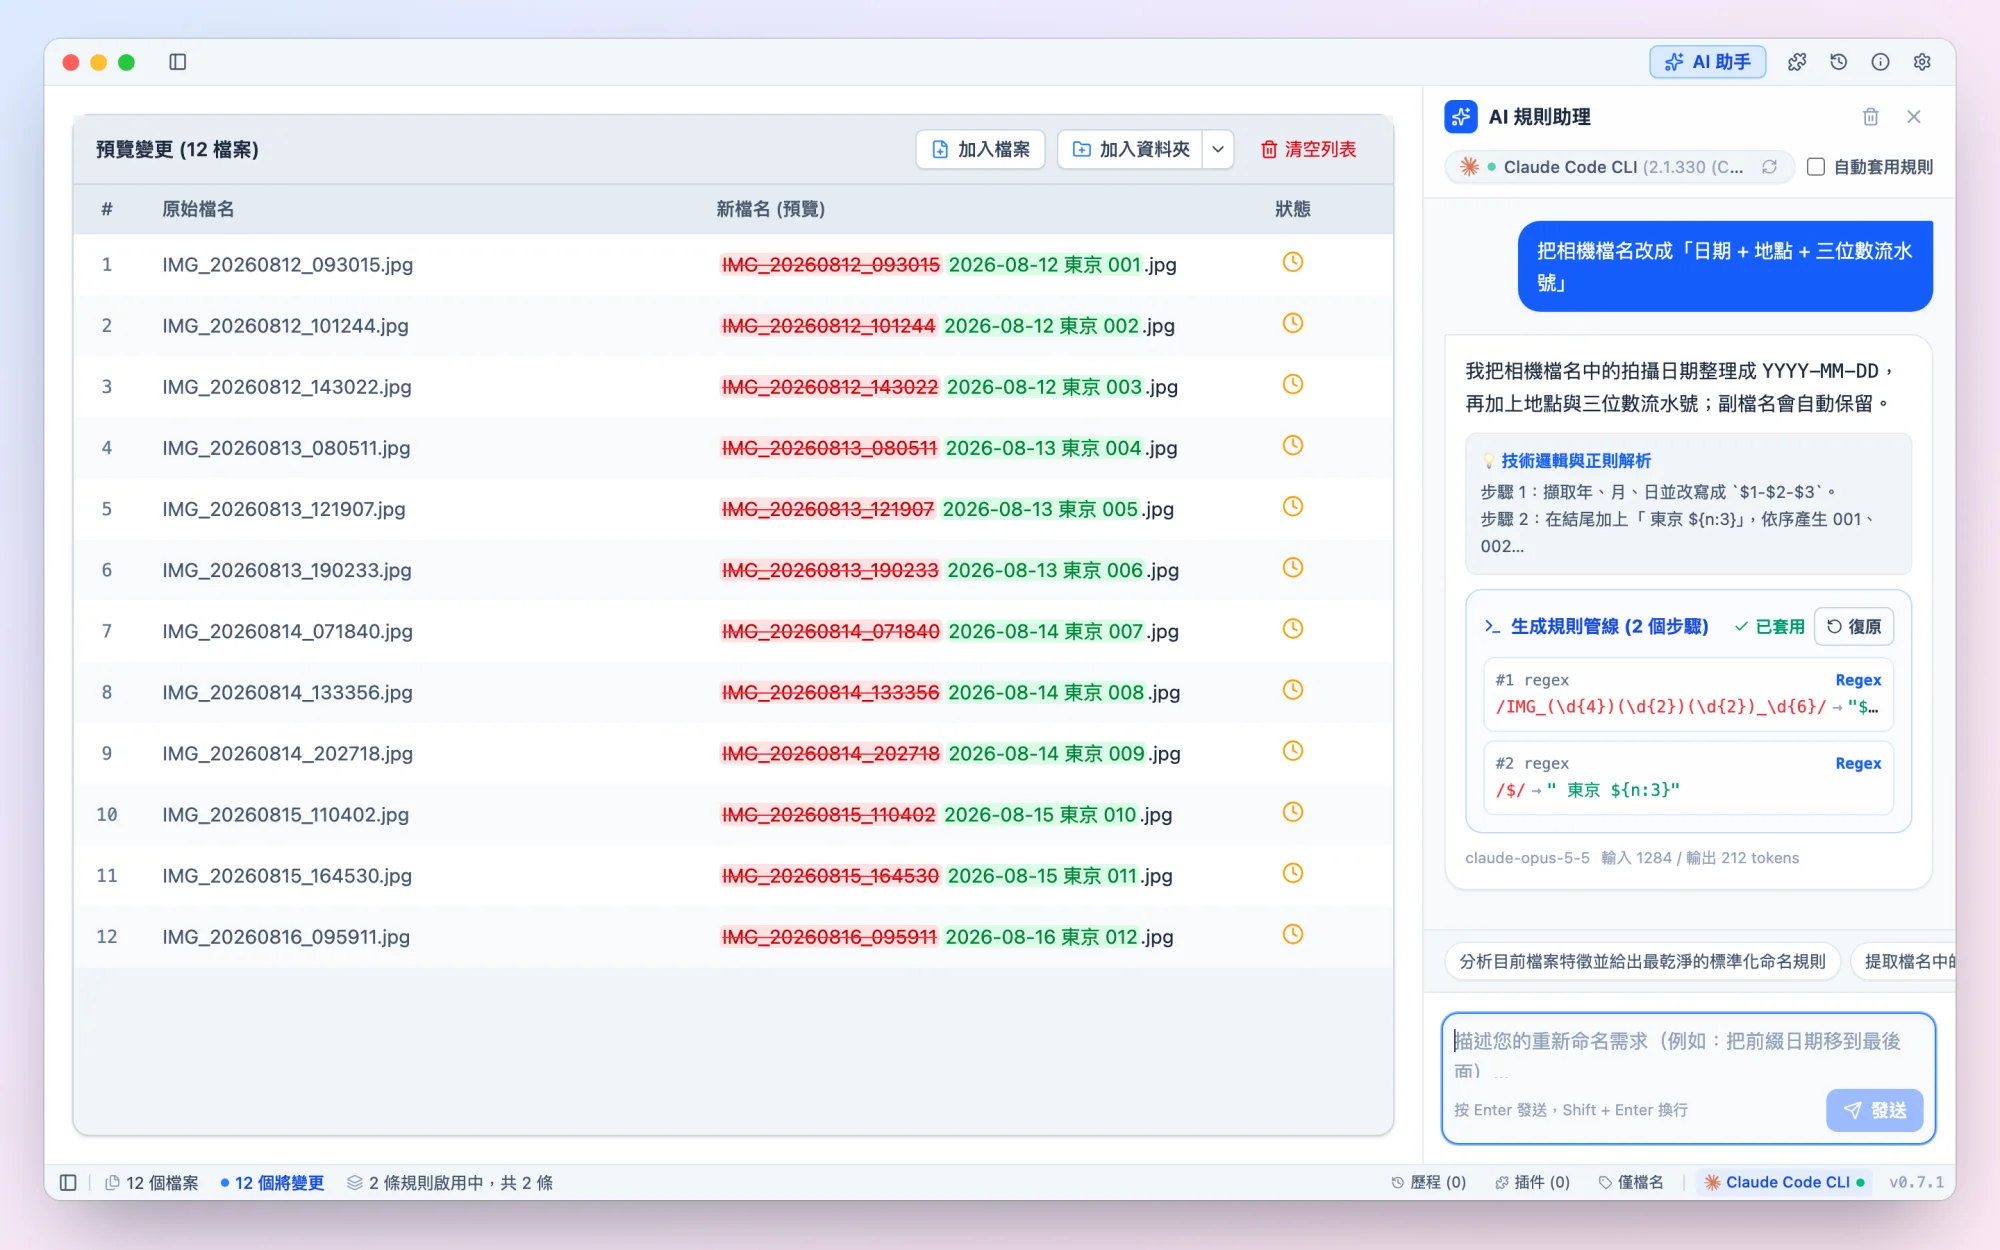 AI 助手
預覽變更 (12 檔案)
加入檔案
加入資料夾
清空列表
# 原始檔名 新檔名 (預覽) 狀態
1 IMG_20260812_093015.jpg IMG_20260812_093015 2026-08-12 東京 001.jpg
2 IMG_20260812_101244.jpg IMG_20260812_101244 2026-08-12 東京 002.jpg
3 IMG_20260812_143022.jpg IMG_20260812_143022 2026-08-12 東京 003.jpg
4 IMG_20260813_080511.jpg IMG_20260813_080511 2026-08-13 東京 004.jpg
5 IMG_20260813_121907.jpg IMG_20260813_121907 2026-08-13 東京 005.jpg
6 IMG_20260813_190233.jpg IMG_20260813_190233 2026-08-13 東京 006.jpg
7 IMG_20260814_071840.jpg IMG_20260814_071840 2026-08-14 東京 007.jpg
8 IMG_20260814_133356.jpg IMG_20260814_133356 2026-08-14 東京 008.jpg
9 IMG_20260814_202718.jpg IMG_20260814_202718 2026-08-14 東京 009.jpg
10 IMG_20260815_110402.jpg IMG_20260815_110402 2026-08-15 東京 010.jpg
11 IMG_20260815_164530.jpg IMG_20260815_164530 2026-08-15 東京 011.jpg
12 IMG_20260816_095911.jpg IMG_20260816_095911 2026-08-16 東京 012.jpg
AI 規則助理
Claude Code CLI (2.1.330 (C...
自動套用規則
把相機檔名改成「日期 + 地點 + 三位數流水
號」
我把相機檔名中的拍攝日期整理成 YYYY-MM-DD，
再加上地點與三位數流水號；副檔名會自動保留。
💡 技術邏輯與正則解析
步驟 1：擷取年、月、日並改寫成 `$1-$2-$3`。
步驟 2：在結尾加上「 東京 ${n:3}」，依序產生 001、
002...
>_ 生成規則管線 (2 個步驟) 已套用 復原
#1 regex Regex
/IMG_(\d{4})(\d{2})(\d{2})_\d{6}/ → "$…
#2 regex Regex
/$/ → " 東京 ${n:3}"
claude-opus-5-5 輸入 1284 / 輸出 212 tokens
分析目前檔案特徵並給出最乾淨的標準化命名規則
提取檔名中
描述您的重新命名需求（例如：把前綴日期移到最後
面）...
按 Enter 發送，Shift + Enter 換行
發送
12 個檔案 12 個將變更 2 條規則啟用中，共 2 條
歷程 (0) 插件 (0) 僅檔名 Claude Code CLI v0.7.1